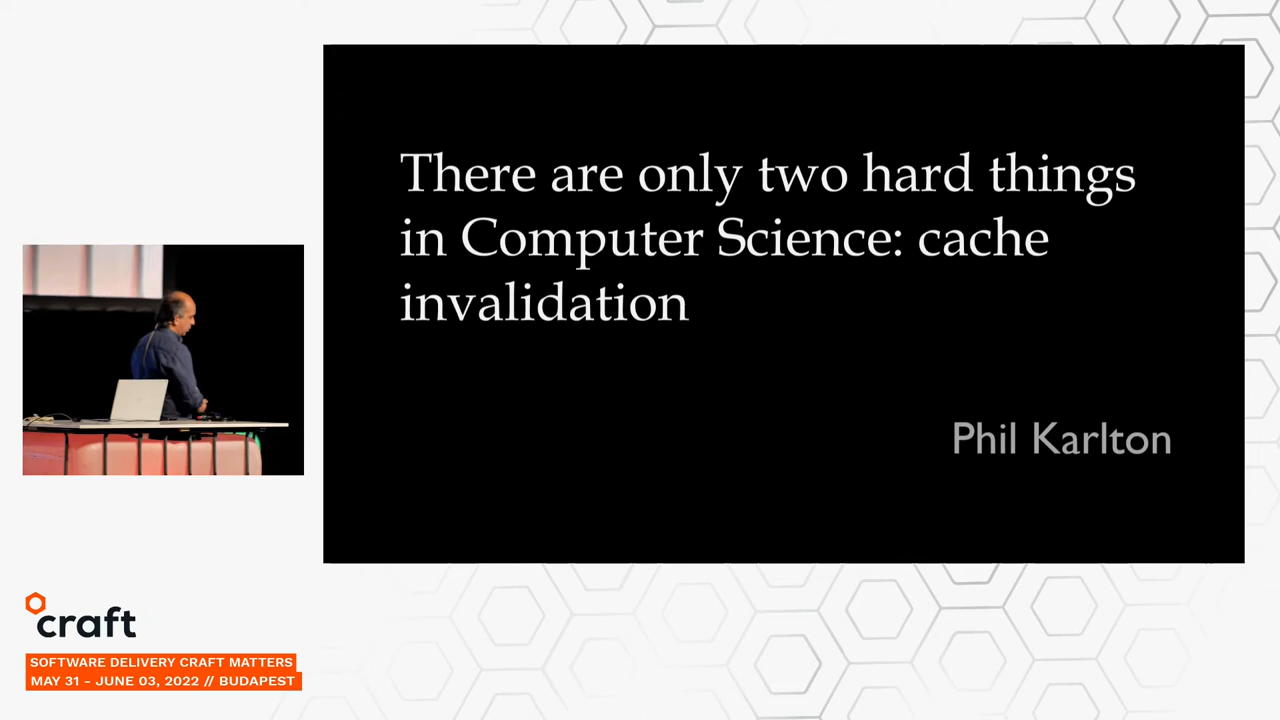 There are only two hard things
in Computer Science: cache
invalidation
Phil Karlton
craft
SOFTWARE DELIVERY CRAFT MATTERS
MAY 31 - JUNE 03, 2022 // BUDAPEST